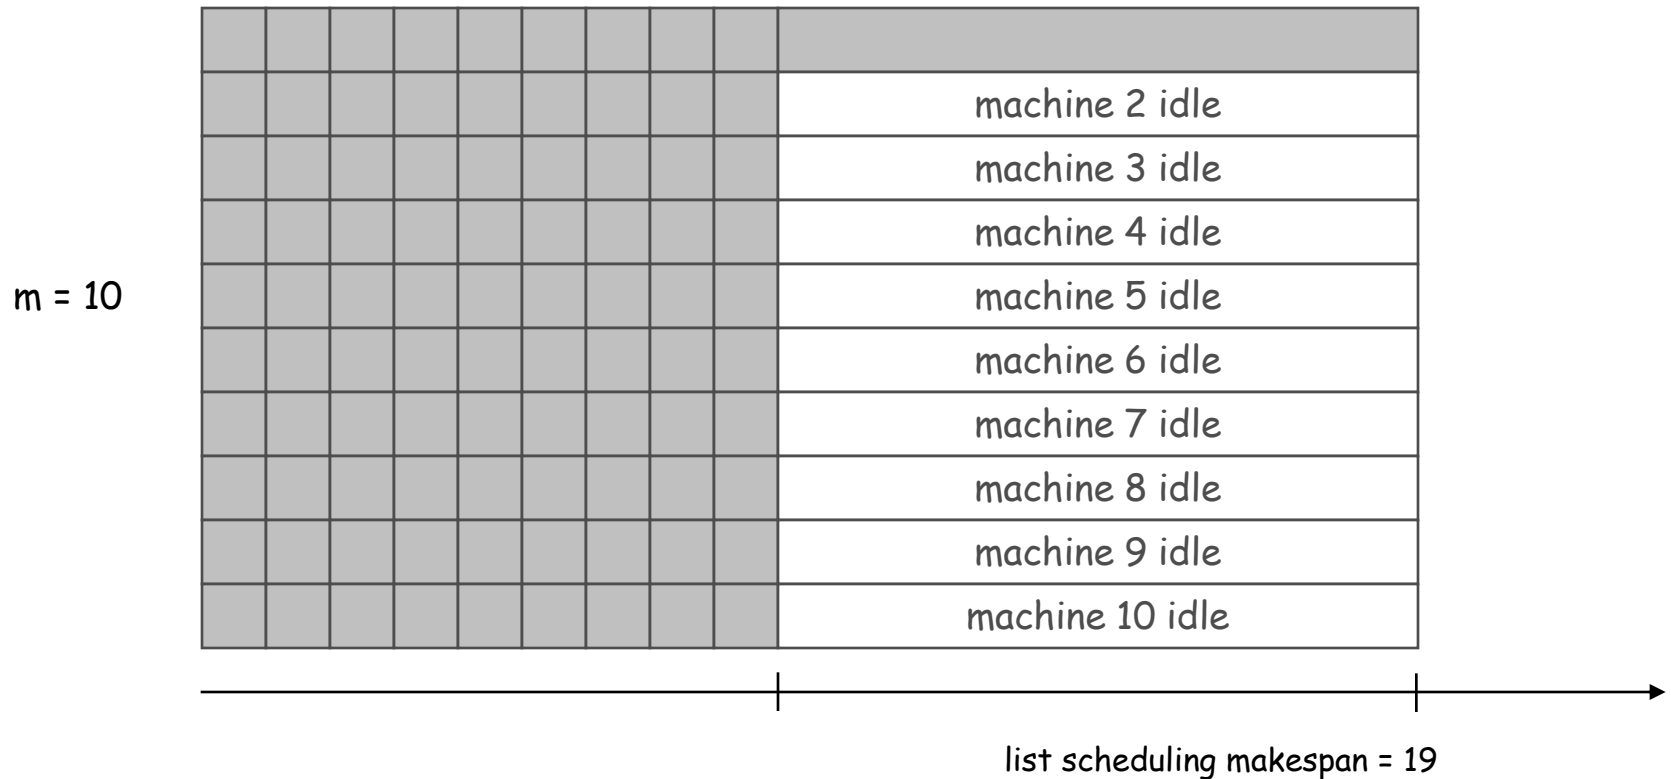 machine 2 idle
machine 3 idle
machine 4 idle
m = 10
machine 5 idle
machine 6 idle
machine 7 idle
machine 8 idle
machine 9 idle
machine 10 idle
list scheduling makespan = 19